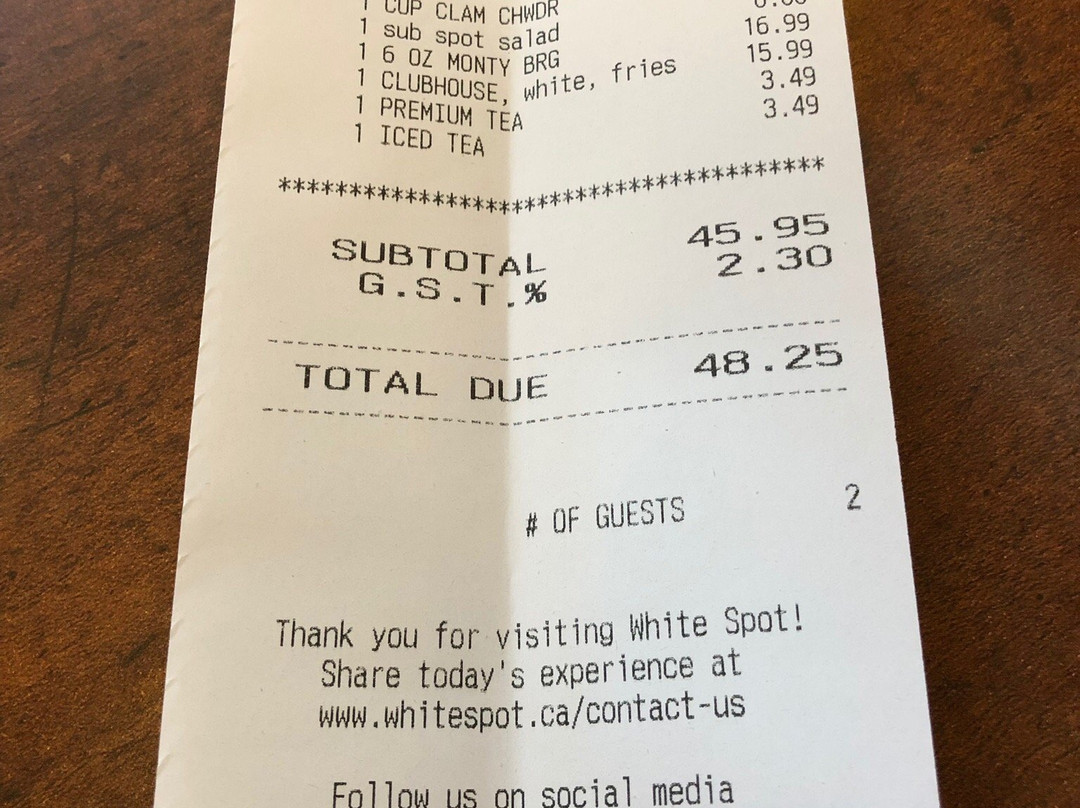 1 CUP CLAM CHWDR
1 sub spot salad
1 6 OZ MONTY BRG 16.99
1 CLUBHOUSE, white, fries 15.99
1 PREMIUM TEA 3.49
1 ICED TEA 3.49
***************************************
SUBTOTAL 45.95
G.S.T.% 2.30
TOTAL DUE 48.25
# OF GUESTS 2
Thank you for visiting White Spot!
Share today's experience at
www.whitespot.ca/contact-us
Follow us on social media